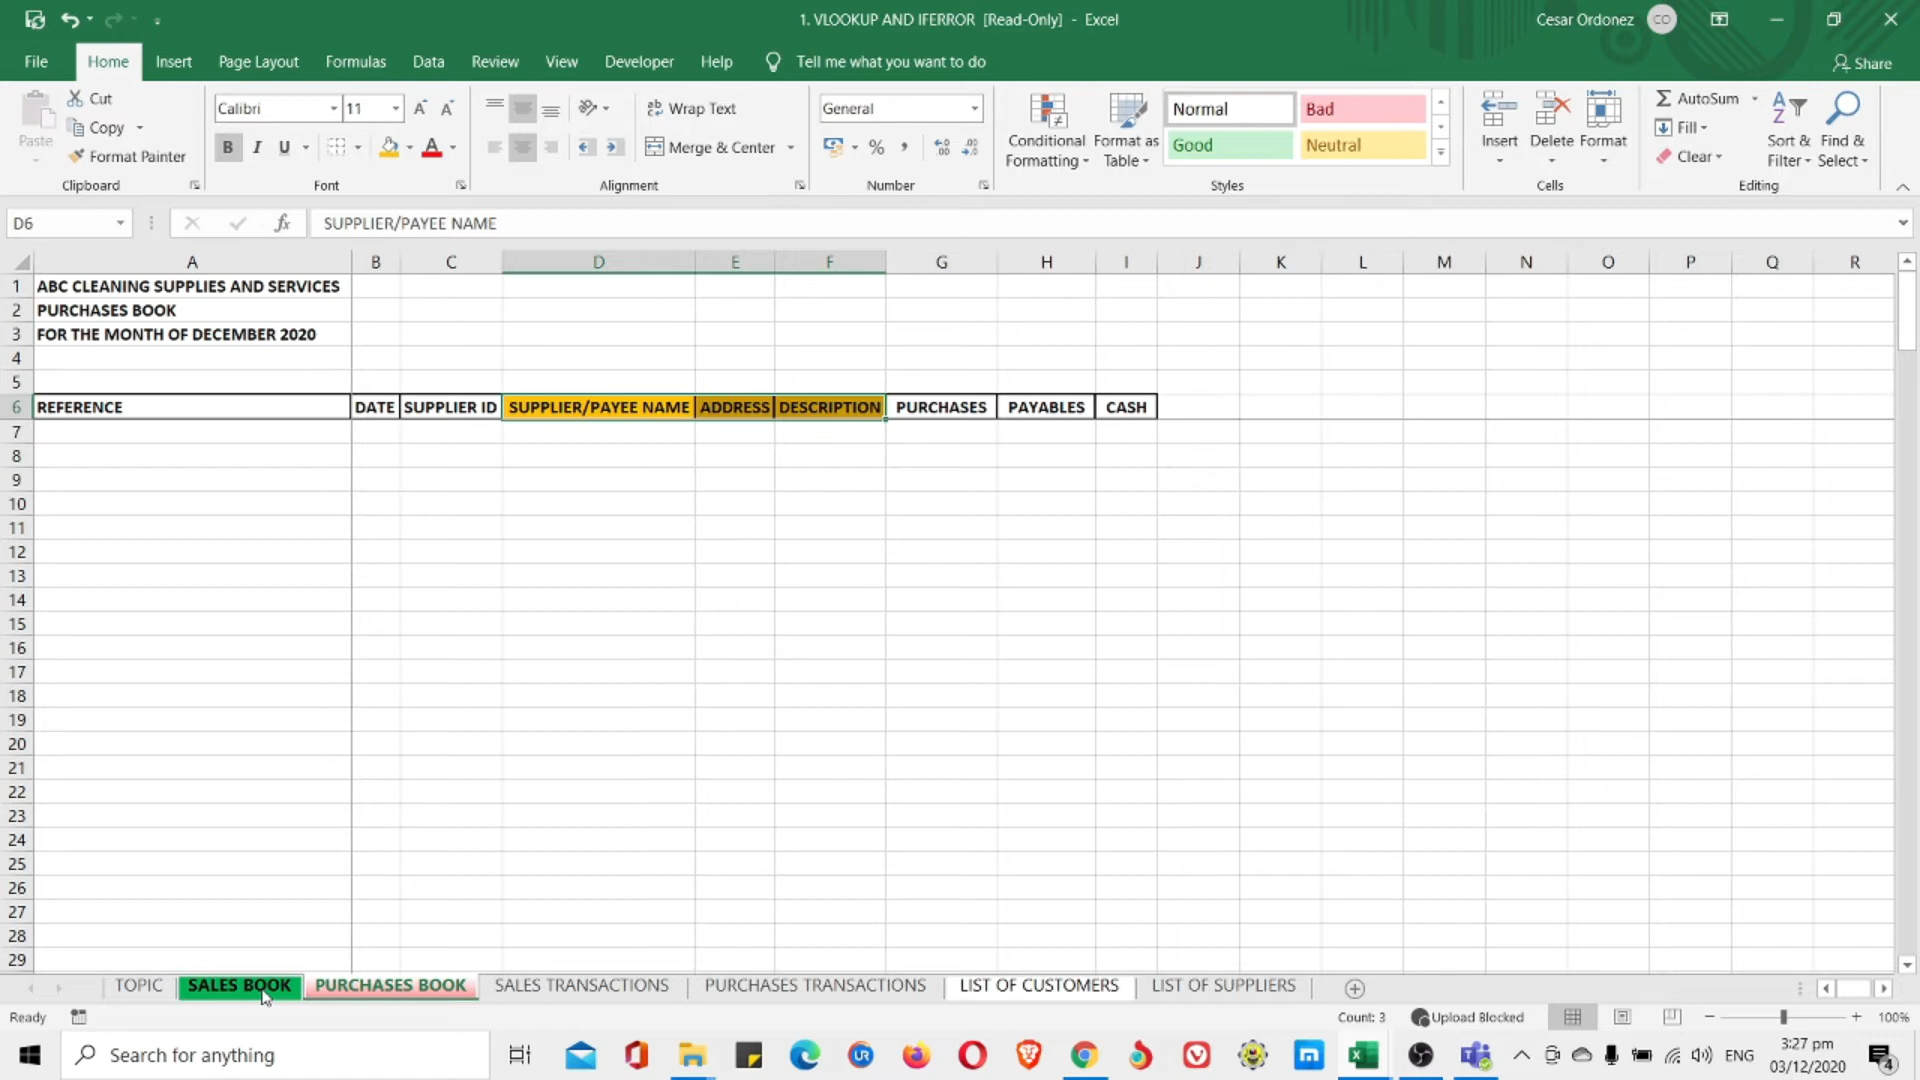 1. VLOOKUP AND IFERROR [Read-Only] - Excel
Cesar Ordonez
CO
File Home Insert Page Layout Formulas Data Review View Developer Help Tell me what you want to do Share
Paste
Cut
Copy
Format Painter
Clipboard
Calibri 11
B I U A
Font
Wrap Text
Merge & Center
Alignment
General
% ,
Number
Conditional Formatting
Format as Table
Normal Bad
Good Neutral
Styles
Insert Delete Format
Cells
AutoSum
Fill
Clear
Sort & Filter
Find & Select
Editing
D6 fx SUPPLIER/PAYEE NAME
A B C D E F G H I J K L M N O P Q R
1 ABC CLEANING SUPPLIES AND SERVICES
2 PURCHASES BOOK
3 FOR THE MONTH OF DECEMBER 2020
4
5
6 REFERENCE DATE SUPPLIER ID SUPPLIER/PAYEE NAME ADDRESS DESCRIPTION PURCHASES PAYABLES CASH
7
8
9
10
11
12
13
14
15
16
17
18
19
20
21
22
23
24
25
26
27
28
29
TOPIC SALES BOOK PURCHASES BOOK SALES TRANSACTIONS PURCHASES TRANSACTIONS LIST OF CUSTOMERS LIST OF SUPPLIERS
Ready Count: 3 Upload Blocked 100%
Search for anything
ENG
3:27 pm
03/12/2020
4